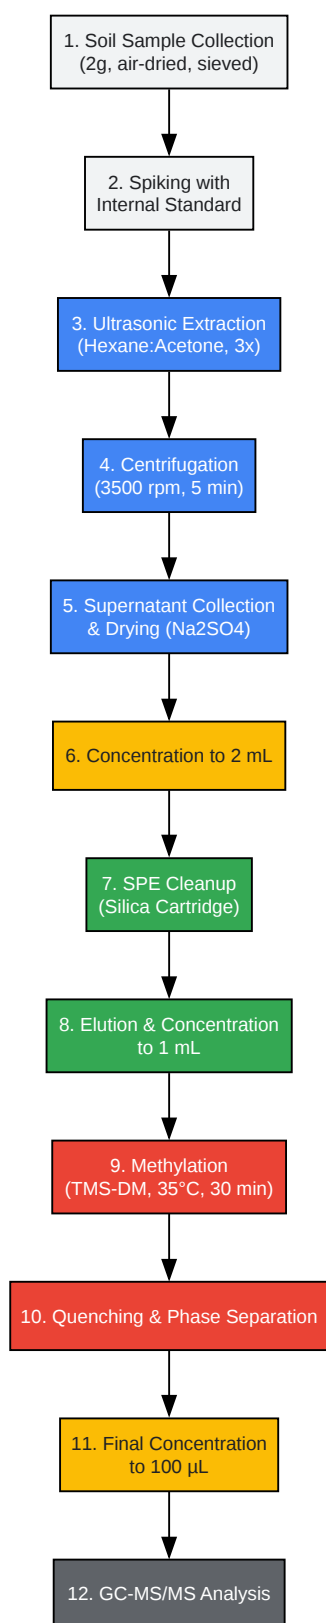 1. Soil Sample Collection
(2g, air-dried, sieved)
2. Spiking with
Internal Standard
3. Ultrasonic Extraction
(Hexane:Acetone, 3x)
4. Centrifugation
(3500 rpm, 5 min)
5. Supernatant Collection
& Drying (Na2SO4)
6. Concentration to 2 mL
7. SPE Cleanup
(Silica Cartridge)
8. Elution & Concentration
to 1 mL
9. Methylation
(TMS-DM, 35°C, 30 min)
10. Quenching & Phase Separation
11. Final Concentration
to 100 µL
12. GC-MS/MS Analysis